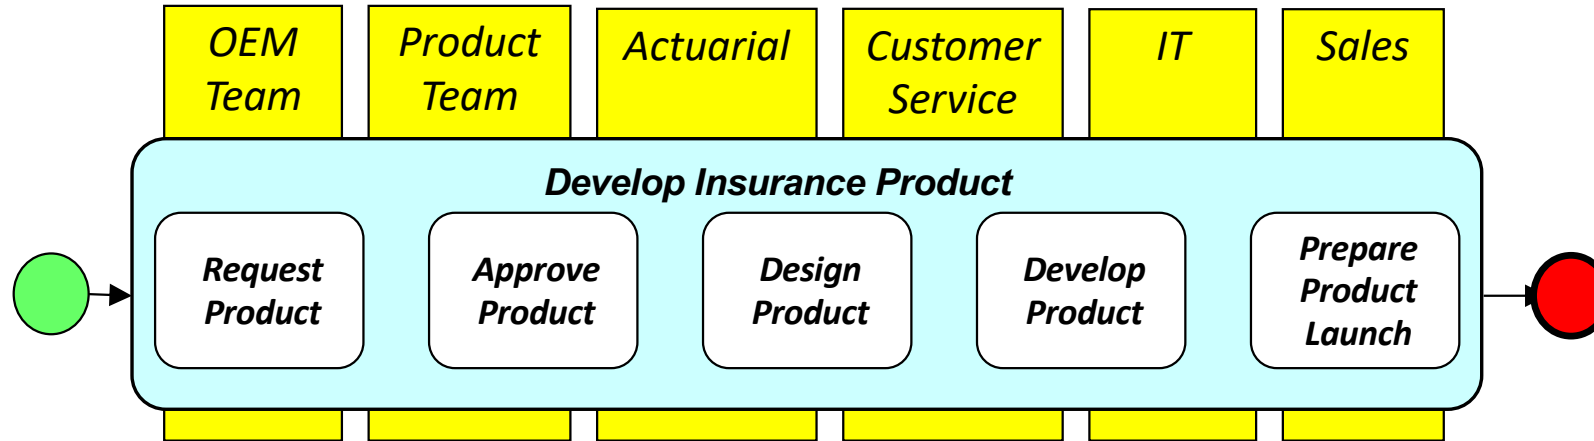 OEM
Team
Product
Team
Actuarial
Customer
Service
IT
Sales
Develop Insurance Product
Request
Product
Approve
Product
Design
Product
Develop
Product
Prepare
Product
Launch